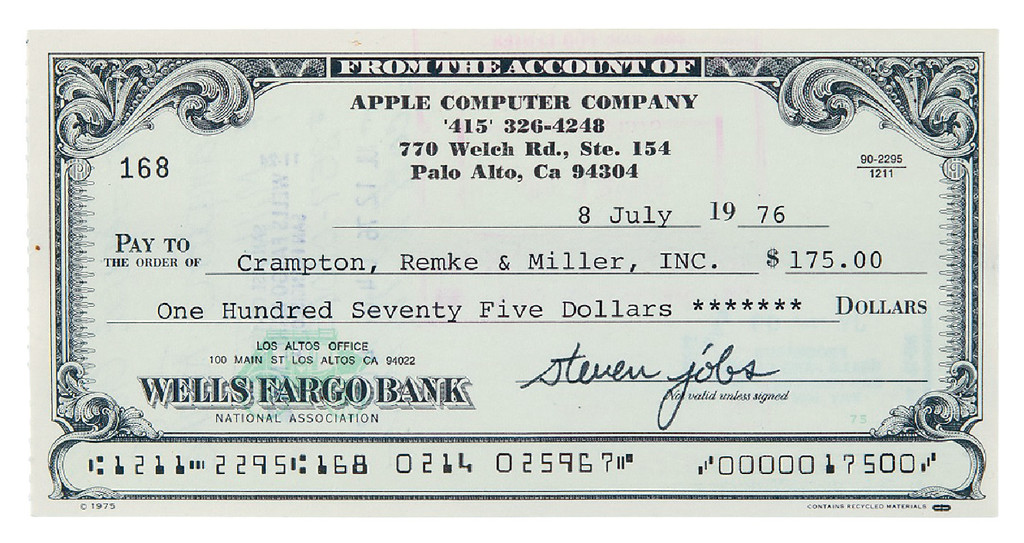 FROM THE ACCOUNT OF
APPLE COMPUTER COMPANY
'415' 326-4248
770 Welch Rd., Ste. 154
Palo Alto, Ca 94304
168
90-2295
1211
8 July 19 76
PAY TO
THE ORDER OF Crampton, Remke & Miller, INC. $ 175.00
One Hundred Seventy Five Dollars ******* DOLLARS
LOS ALTOS OFFICE
100 MAIN ST LOS ALTOS CA 94022
WELLS FARGO BANK
NATIONAL ASSOCIATION
steven jobs
Not valid unless signed
75
⑆1211⑉2295⑆168 0214 025967⑈ ⑇0000017500⑇
© 1975
CONTAINS RECYCLED MATERIALS